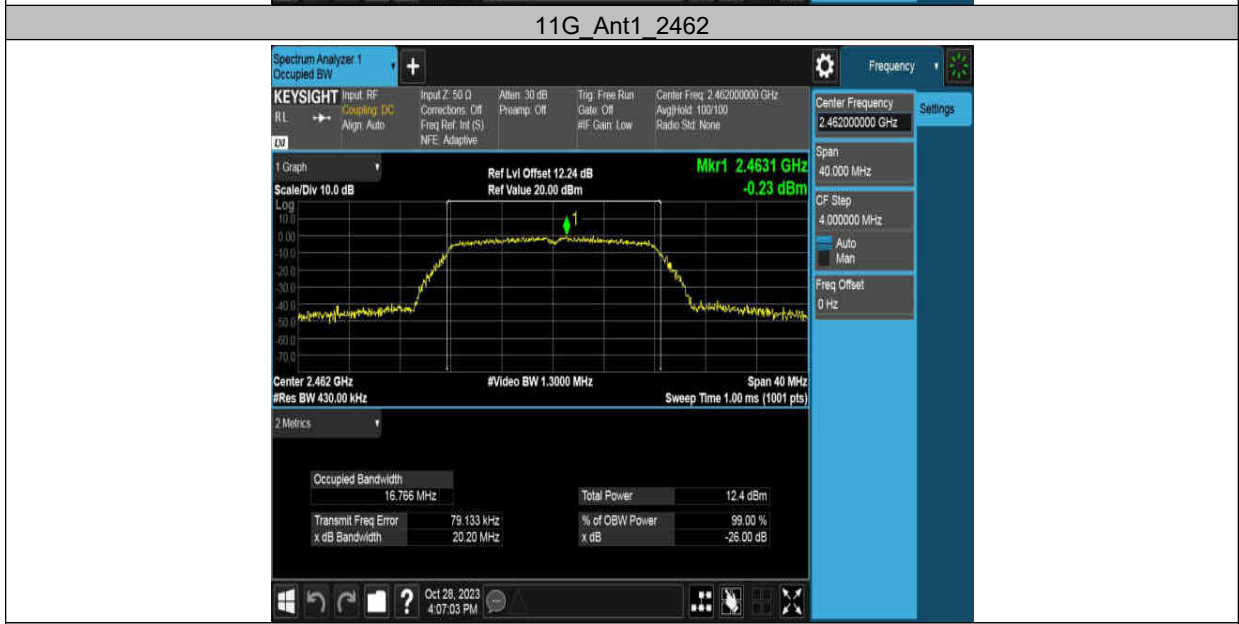 11G_Ant1_2462
Spectrum Analyzer 1
Occupied BW
+
Frequency
KEYSIGHT
RL
Input: RF
Coupling: DC
Align: Auto
Input Z: 50 Ω
Corrections: Off
Freq Ref: Int (S)
NFE: Adaptive
Atten: 30 dB
Preamp: Off
Trig: Free Run
Gate: Off
#IF Gain: Low
Center Freq: 2.462000000 GHz
Avg|Hold: 100/100
Radio Std: None
LXI
Center Frequency
2.462000000 GHz
Settings
Span
40.000 MHz
CF Step
4.000000 MHz
Auto
Man
Freq Offset
0 Hz
1 Graph
Scale/Div 10.0 dB
Ref Lvl Offset 12.24 dB
Ref Value 20.00 dBm
Mkr1 2.4631 GHz
-0.23 dBm
Log
10.0
0.00
-10.0
-20.0
-30.0
-40.0
-50.0
-60.0
-70.0
1
Center 2.462 GHz
#Video BW 1.3000 MHz
Span 40 MHz
#Res BW 430.00 kHz
Sweep Time 1.00 ms (1001 pts)
2 Metrics
Occupied Bandwidth
16.766 MHz
Total Power 12.4 dBm
Transmit Freq Error 79.133 kHz
% of OBW Power 99.00 %
x dB Bandwidth 20.20 MHz
x dB -26.00 dB
?
Oct 28, 2023
4:07:03 PM